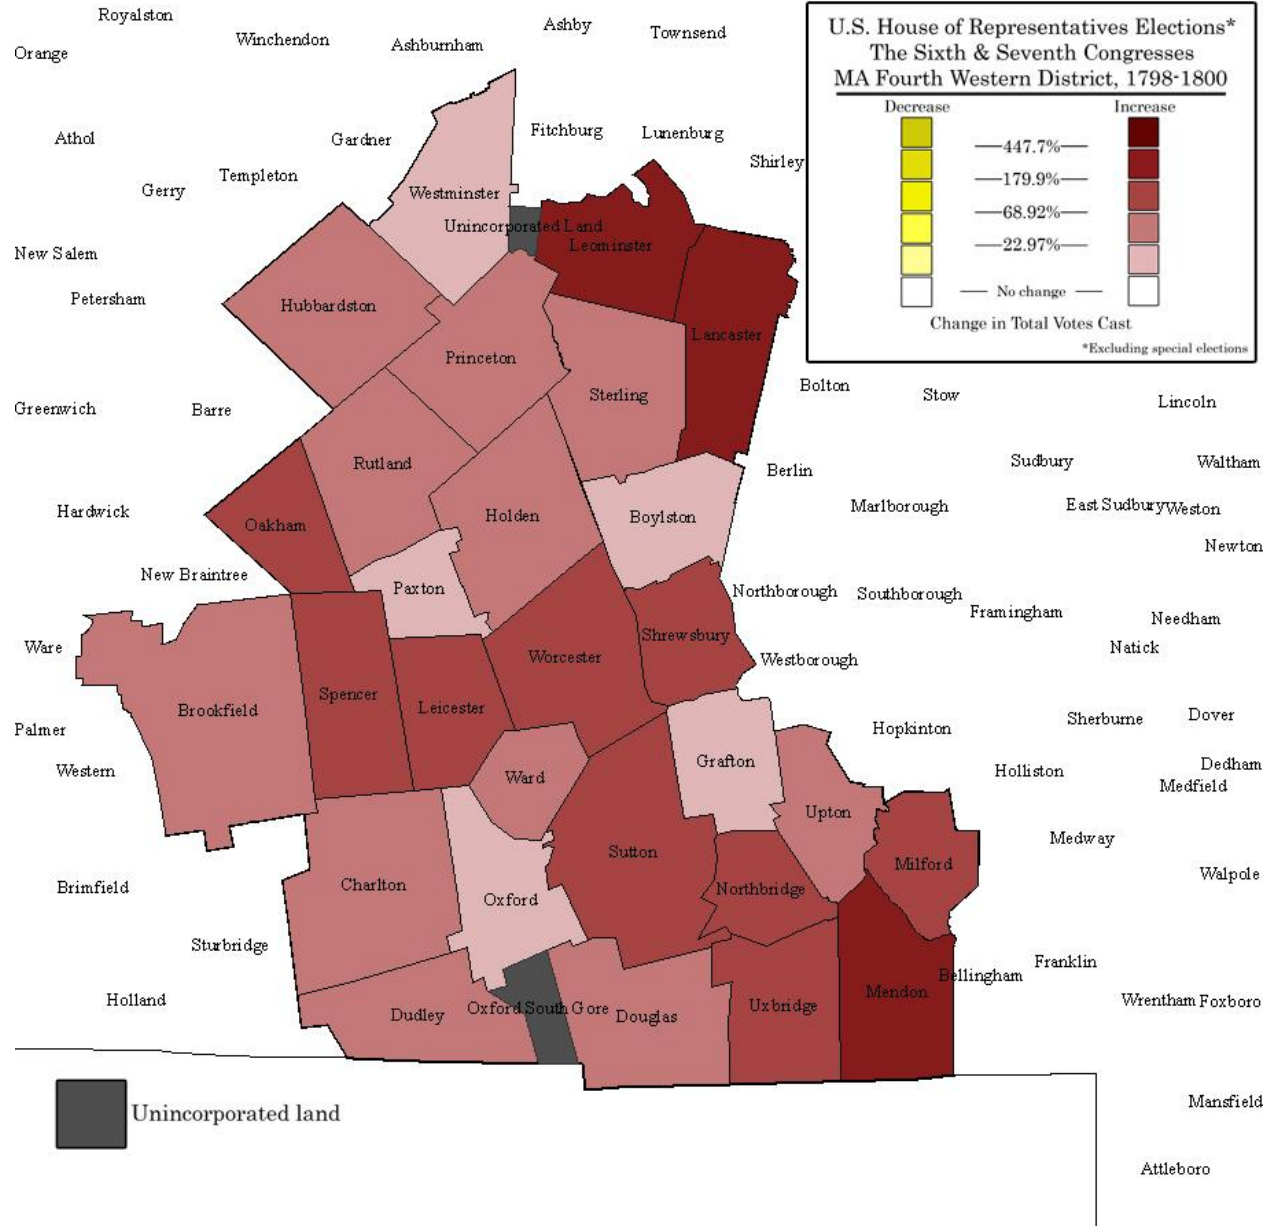 U.S. House of Representatives Elections*
The Sixth & Seventh Congresses
MA Fourth Western District, 1798-1800
Decrease
Increase
447.7%
179.9%
68.92%
22.97%
No change
Change in Total Votes Cast
*Excluding special elections
Royalston
Winchendon
Ashburnham
Ashby
Townsend
Orange
Athol
Gardner
Fitchburg
Lunenburg
Shirley
Gerry
Templeton
Westminster
Unincorporated Land
Leominster
New Salem
Petersham
Hubbardston
Lancaster
Princeton
Sterling
Bolton
Stow
Lincoln
Greenwich
Barre
Rutland
Berlin
Sudbury
Waltham
Hardwick
Oakham
Holden
Boylston
Marlborough
East Sudbury
Weston
Newton
New Braintree
Paxton
Northborough
Southborough
Framingham
Needham
Ware
Shrewsbury
Worcester
Westborough
Natick
Brookfield
Spencer
Leicester
Sherburne
Dover
Palmer
Hopkinton
Western
Ward
Grafton
Holliston
Dedham
Medfield
Upton
Medway
Sutton
Milford
Walpole
Brimfield
Charlton
Oxford
Northbridge
Sturbridge
Bellingham
Franklin
Holland
Dudley
Oxford South Gore
Douglas
Uxbridge
Mendon
Wrentham
Foxboro
Unincorporated land
Mansfield
Attleboro